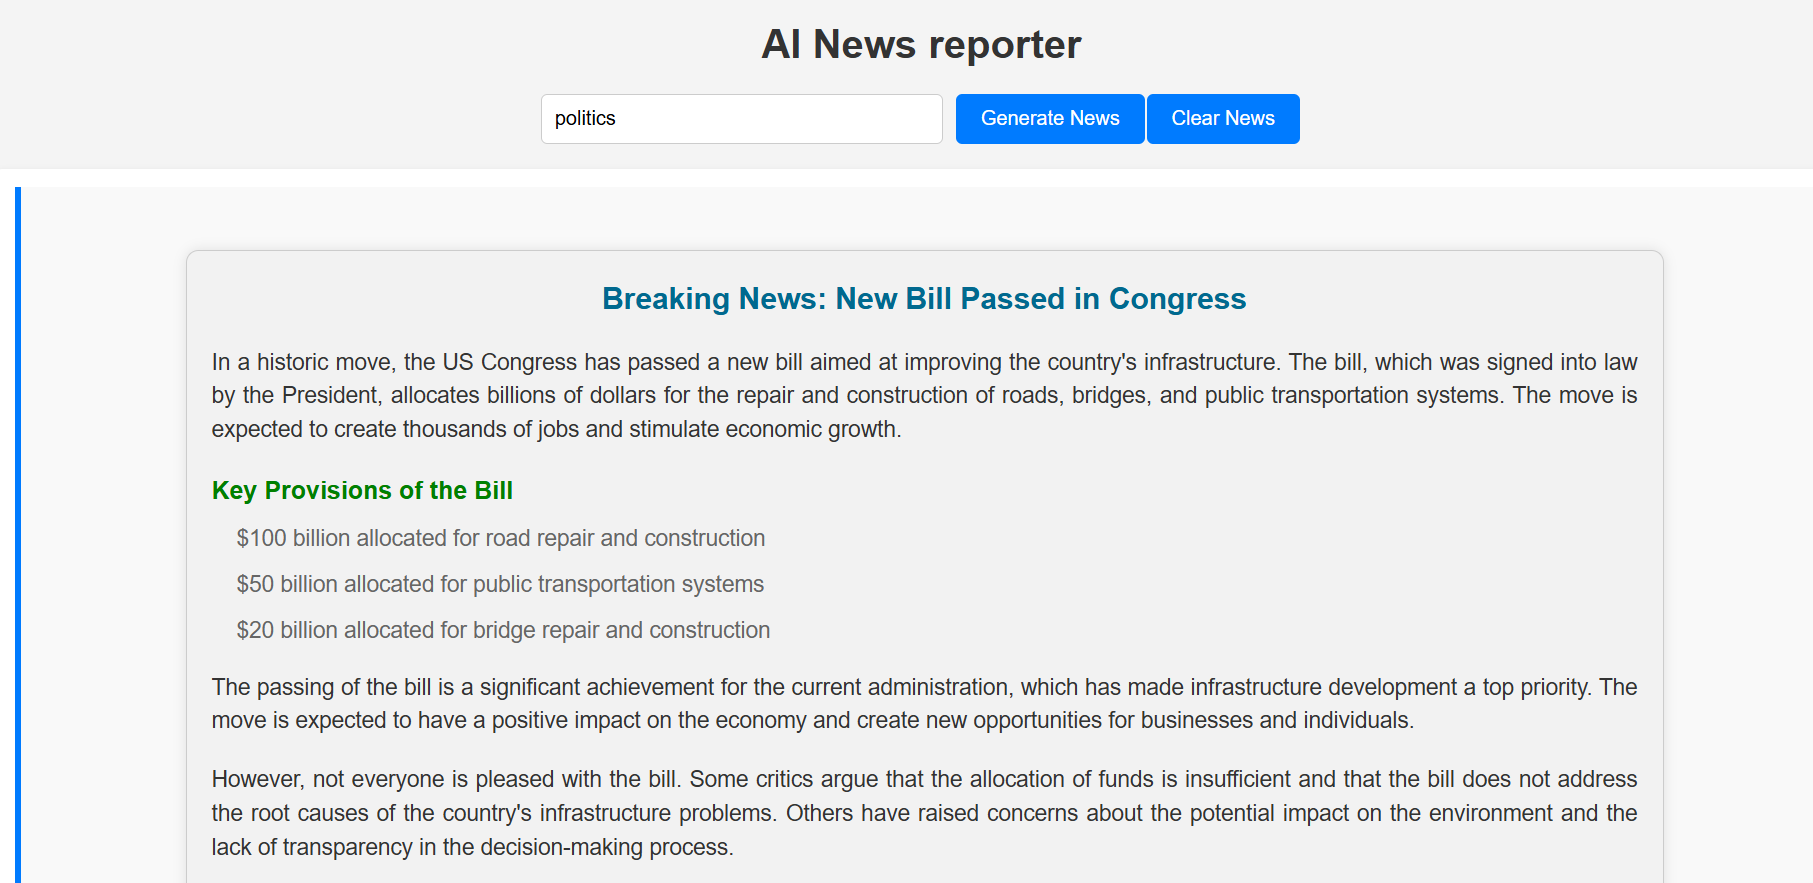 AI News reporter
politics
Generate News
Clear News
Breaking News: New Bill Passed in Congress
In a historic move, the US Congress has passed a new bill aimed at improving the country's infrastructure. The bill, which was signed into law
by the President, allocates billions of dollars for the repair and construction of roads, bridges, and public transportation systems. The move is
expected to create thousands of jobs and stimulate economic growth.
Key Provisions of the Bill
$100 billion allocated for road repair and construction
$50 billion allocated for public transportation systems
$20 billion allocated for bridge repair and construction
The passing of the bill is a significant achievement for the current administration, which has made infrastructure development a top priority. The
move is expected to have a positive impact on the economy and create new opportunities for businesses and individuals.
However, not everyone is pleased with the bill. Some critics argue that the allocation of funds is insufficient and that the bill does not address
the root causes of the country's infrastructure problems. Others have raised concerns about the potential impact on the environment and the
lack of transparency in the decision-making process.